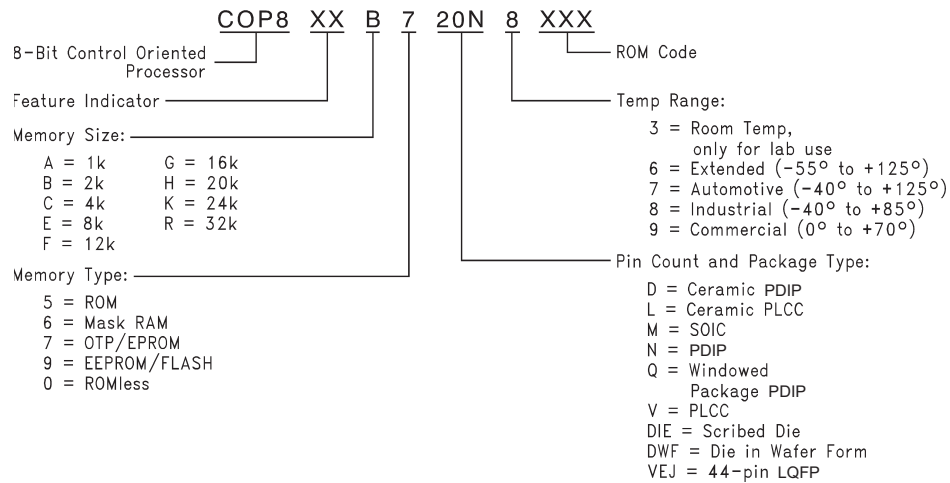 COP8 XX B 7 20N 8 XXX
8-Bit Control Oriented
Processor
Feature Indicator
Memory Size:
A = 1k G = 16k
B = 2k H = 20k
C = 4k K = 24k
E = 8k R = 32k
F = 12k
Memory Type:
5 = ROM
6 = Mask RAM
7 = OTP/EPROM
9 = EEPROM/FLASH
0 = ROMless
ROM Code
Temp Range:
3 = Room Temp,
only for lab use
6 = Extended (-55° to +125°)
7 = Automotive (-40° to +125°)
8 = Industrial (-40° to +85°)
9 = Commercial (0° to +70°)
Pin Count and Package Type:
D = Ceramic PDIP
L = Ceramic PLCC
M = SOIC
N = PDIP
Q = Windowed
Package PDIP
V = PLCC
DIE = Scribed Die
DWF = Die in Wafer Form
VEJ = 44-pin LQFP